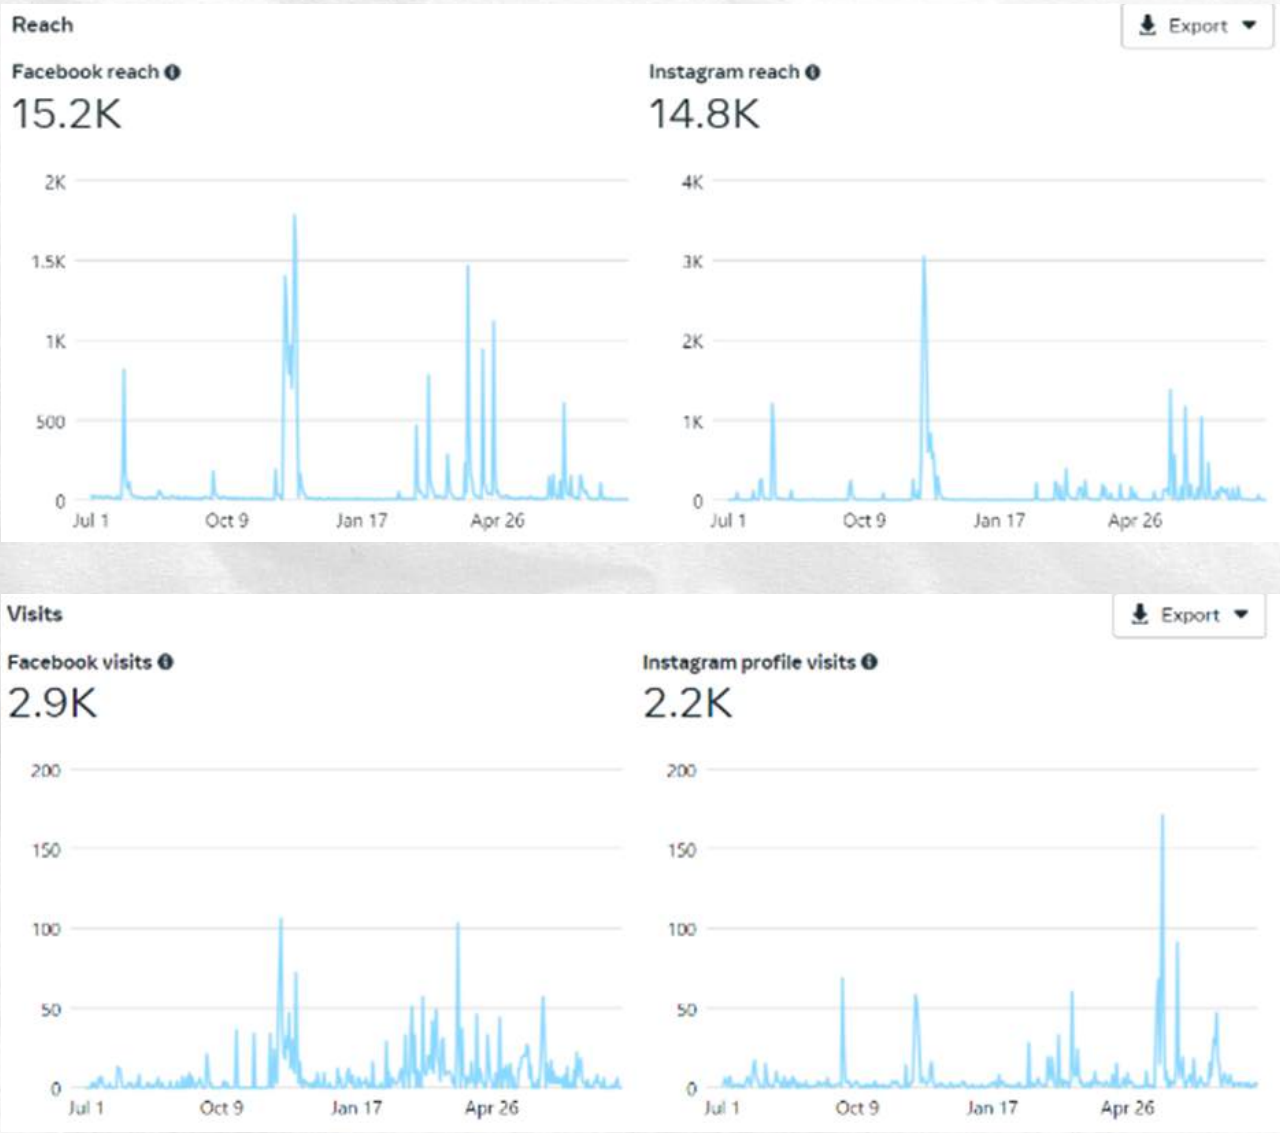 Reach
Export
Facebook reach
15.2K
2K
1.5K
1K
500
0
Jul 1 Oct 9 Jan 17 Apr 26
Instagram reach
14.8K
4K
3K
2K
1K
0
Jul 1 Oct 9 Jan 17 Apr 26
Visits
Export
Facebook visits
2.9K
200
150
100
50
0
Jul 1 Oct 9 Jan 17 Apr 26
Instagram profile visits
2.2K
200
150
100
50
0
Jul 1 Oct 9 Jan 17 Apr 26